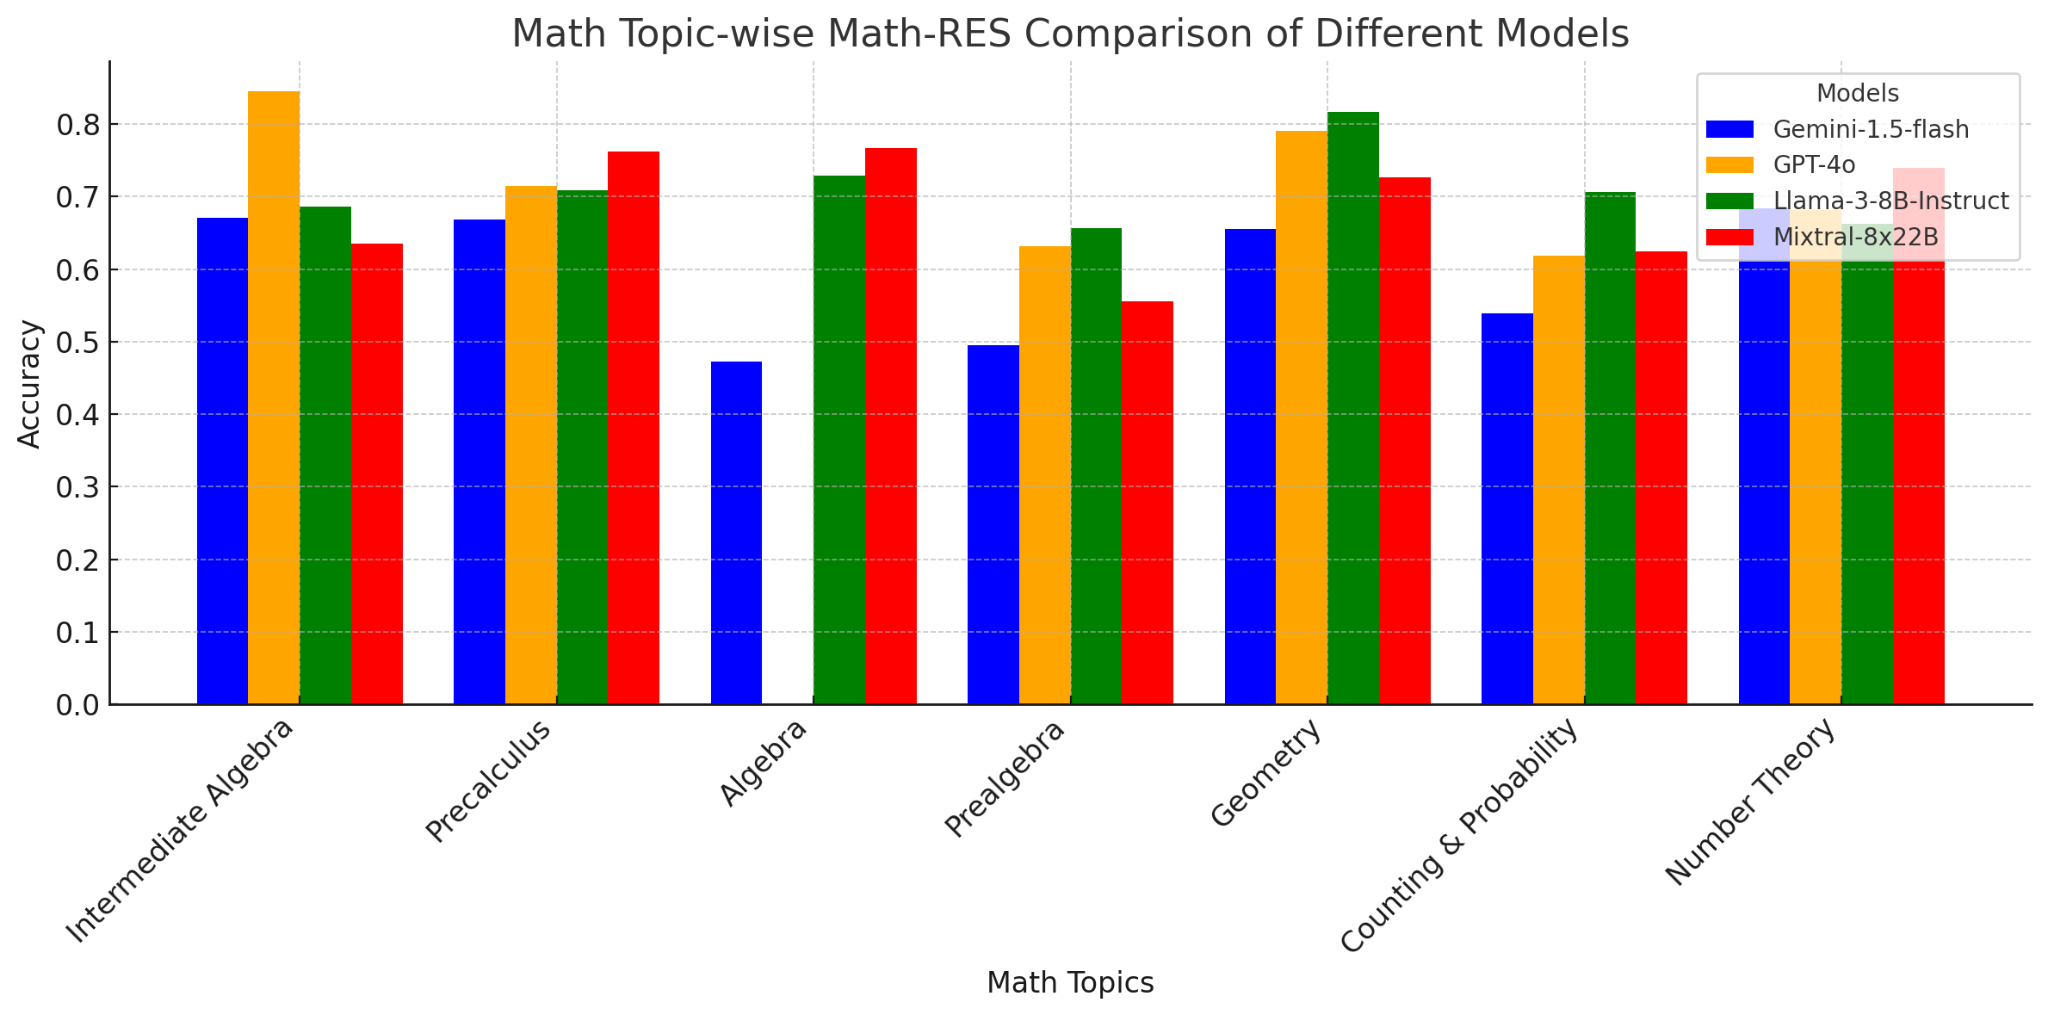 Math Topic-wise Math-RES Comparison of Different Models
Models
Gemini-1.5-flash
GPT-4o
Llama-3-8B-Instruct
Mixtral-8x22B
Accuracy
0.8
0.7
0.6
0.5
0.4
0.3
0.2
0.1
0.0
Intermediate Algebra
Precalculus
Algebra
Prealgebra
Geometry
Counting & Probability
Number Theory
Math Topics